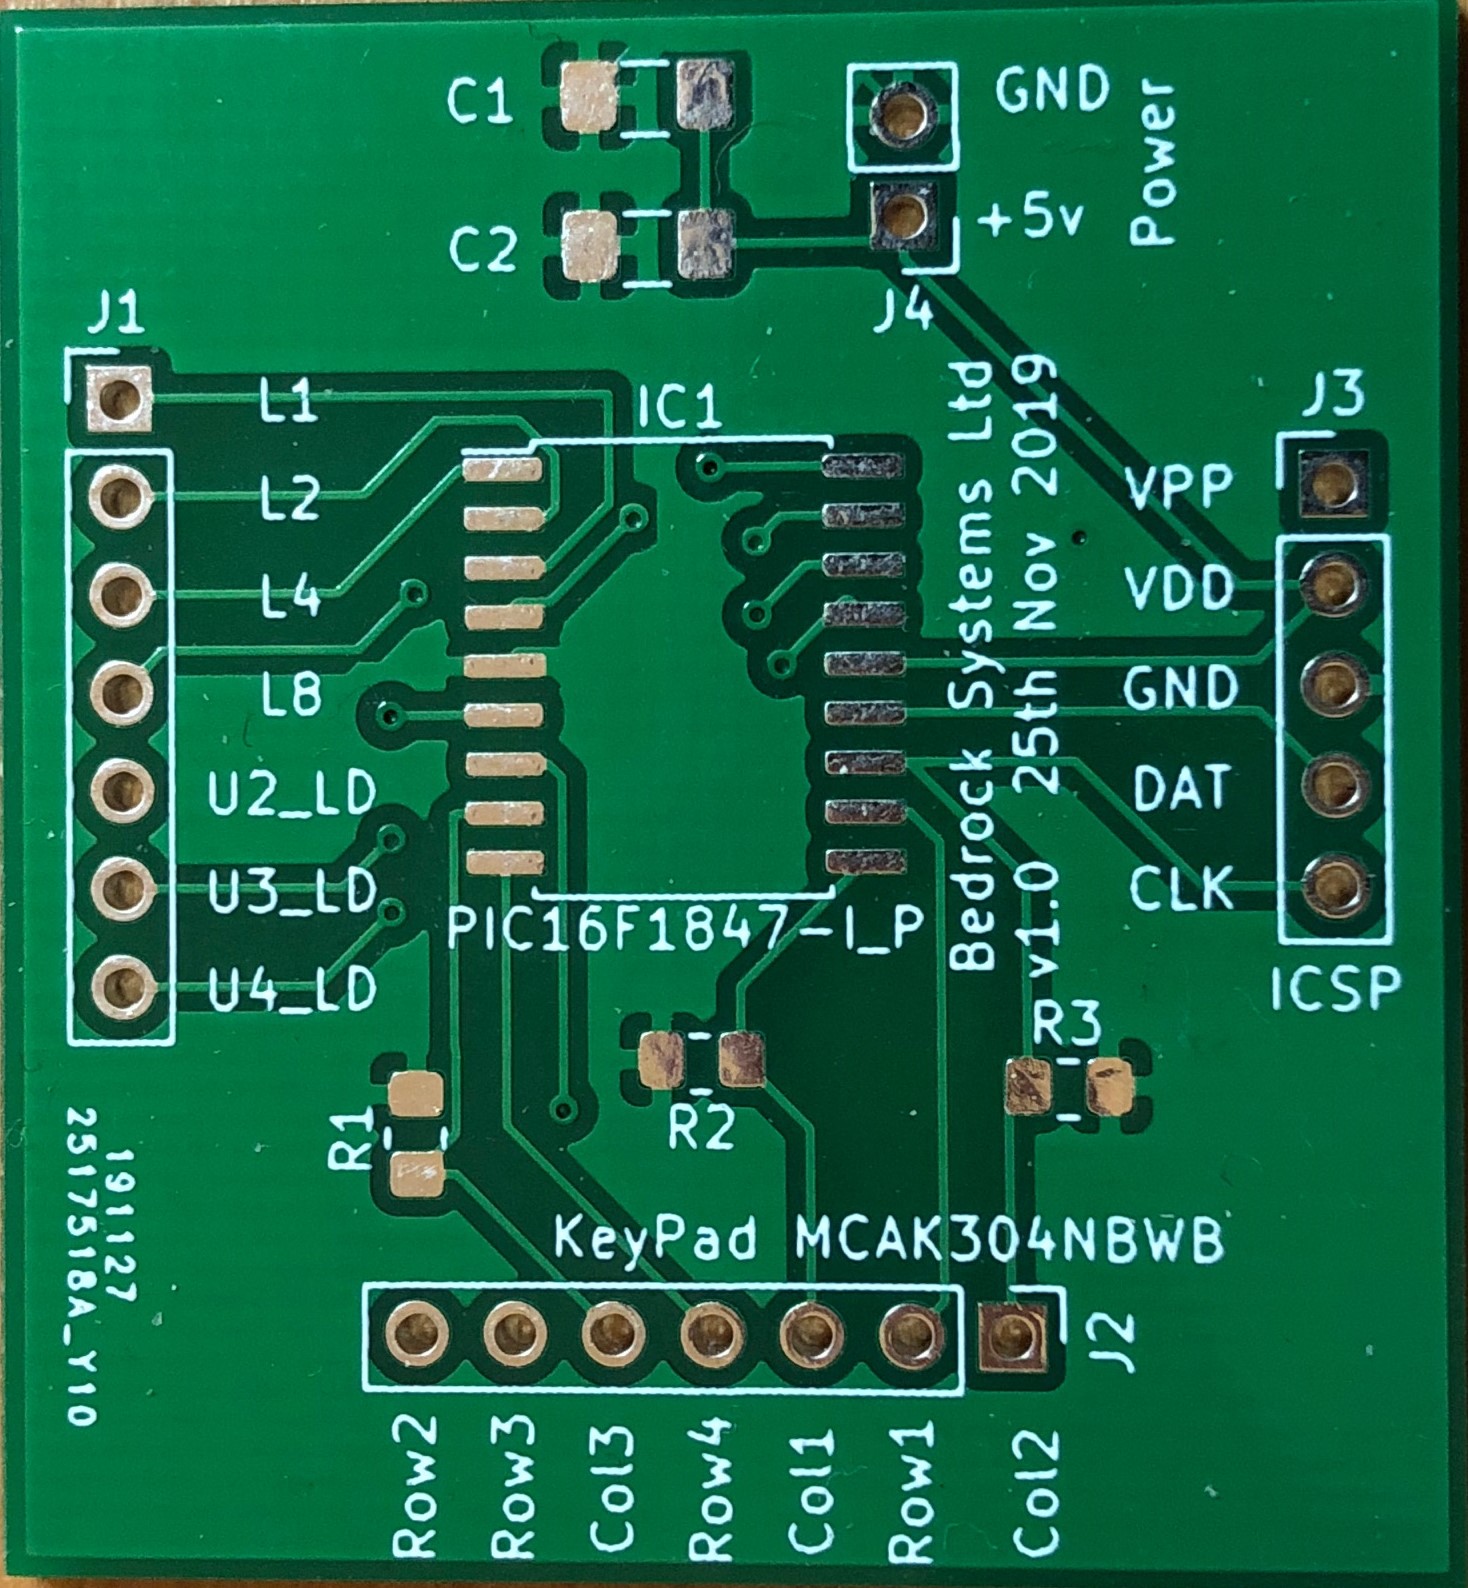 C1
GND
Power
C2
+5v
J1
J4
L1
IC1
J3
L2
VPP
L4
VDD
L8
GND
U2_LD
DAT
U3_LD
CLK
U4_LD
PIC16F1847-I_P
Bedrock Systems Ltd
v1.0 25th Nov 2019
ICSP
R3
R1
R2
191127
2517518A_Y10
KeyPad MCAK304NBWB
J2
Row2
Row3
Col3
Row4
Col1
Row1
Col2